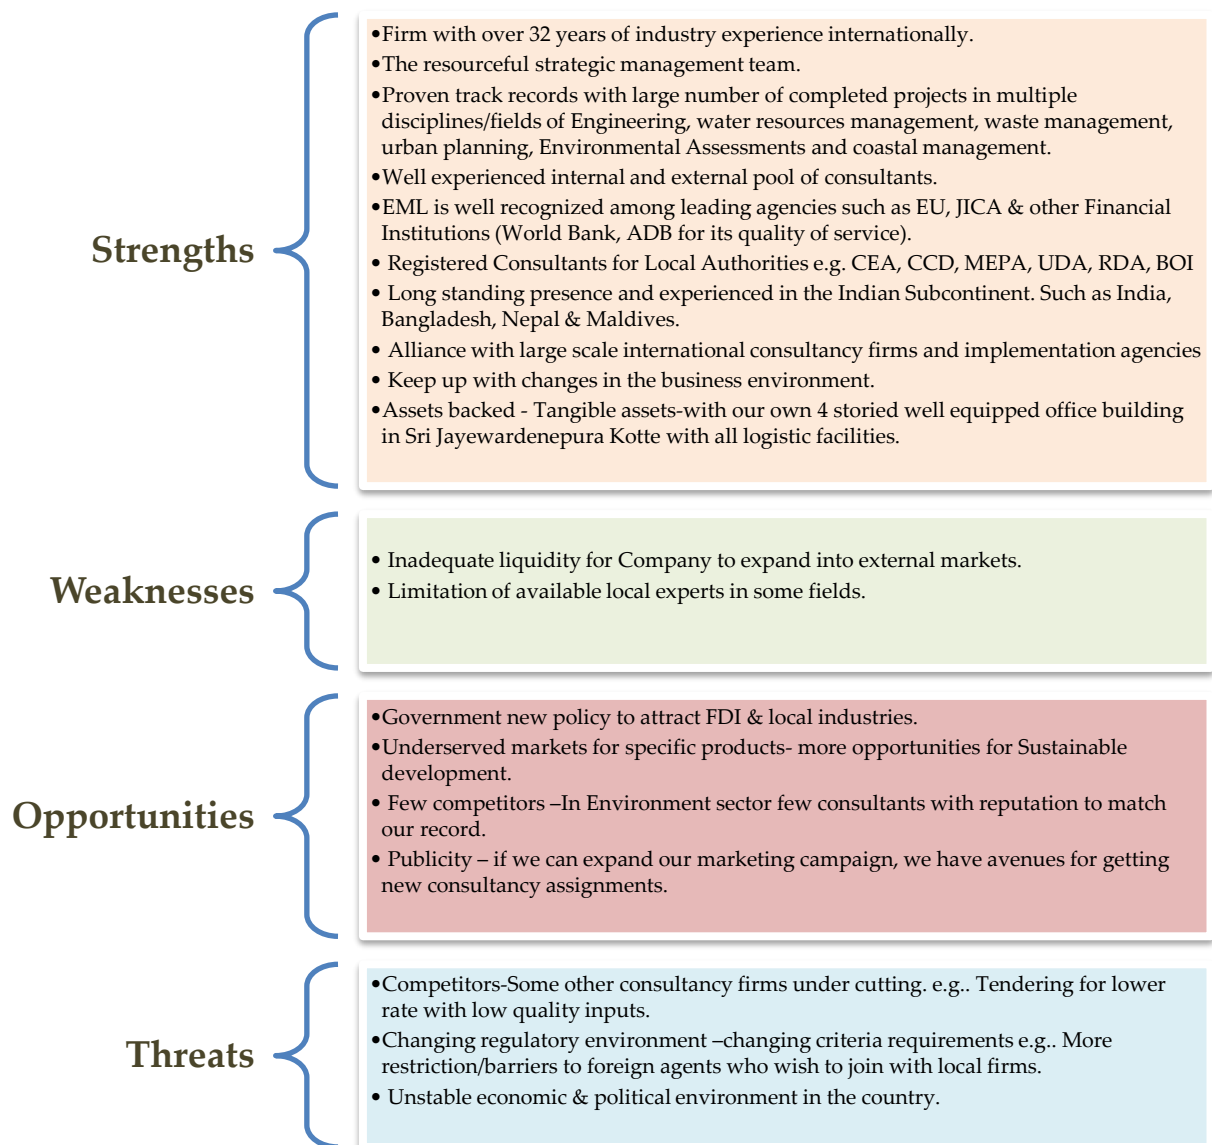 Strengths
•Firm with over 32 years of industry experience internationally.
•The resourceful strategic management team.
•Proven track records with large number of completed projects in multiple
disciplines/fields of Engineering, water resources management, waste management,
urban planning, Environmental Assessments and coastal management.
•Well experienced internal and external pool of consultants.
•EML is well recognized among leading agencies such as EU, JICA & other Financial
Institutions (World Bank, ADB for its quality of service).
• Registered Consultants for Local Authorities e.g. CEA, CCD, MEPA, UDA, RDA, BOI
• Long standing presence and experienced in the Indian Subcontinent. Such as India,
Bangladesh, Nepal & Maldives.
• Alliance with large scale international consultancy firms and implementation agencies
• Keep up with changes in the business environment.
•Assets backed - Tangible assets-with our own 4 storied well equipped office building
in Sri Jayewardenepura Kotte with all logistic facilities.
Weaknesses
• Inadequate liquidity for Company to expand into external markets.
• Limitation of available local experts in some fields.
Opportunities
•Government new policy to attract FDI & local industries.
•Underserved markets for specific products- more opportunities for Sustainable
development.
• Few competitors –In Environment sector few consultants with reputation to match
our record.
• Publicity – if we can expand our marketing campaign, we have avenues for getting
new consultancy assignments.
Threats
•Competitors-Some other consultancy firms under cutting. e.g.. Tendering for lower
rate with low quality inputs.
•Changing regulatory environment –changing criteria requirements e.g.. More
restriction/barriers to foreign agents who wish to join with local firms.
• Unstable economic & political environment in the country.